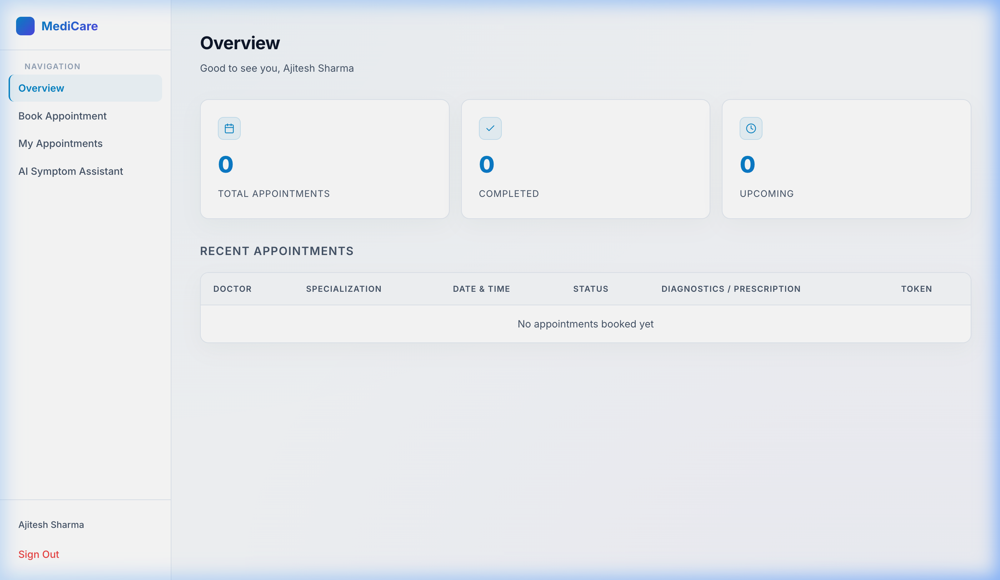 MediCare
NAVIGATION
Overview
Book Appointment
My Appointments
AI Symptom Assistant
Ajitesh Sharma
Sign Out
Overview
Good to see you, Ajitesh Sharma
0
TOTAL APPOINTMENTS
0
COMPLETED
0
UPCOMING
RECENT APPOINTMENTS
DOCTOR SPECIALIZATION DATE & TIME STATUS DIAGNOSTICS / PRESCRIPTION TOKEN
No appointments booked yet